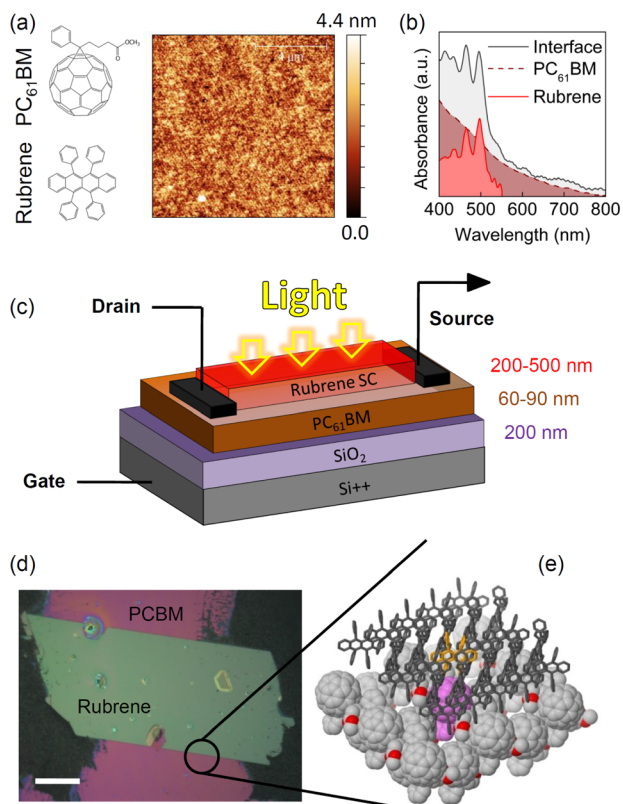 (a)
PC61BM
OCH3
O
Rubrene
4 μm
4.4 nm
0.0
(b)
Absorbance (a.u.)
Interface
PC61BM
Rubrene
400 500 600 700 800
Wavelength (nm)
(c)
Light
Drain
Source
Rubrene SC
PC61BM
SiO2
Si++
Gate
200-500 nm
60-90 nm
200 nm
(d)
PCBM
Rubrene
(e)